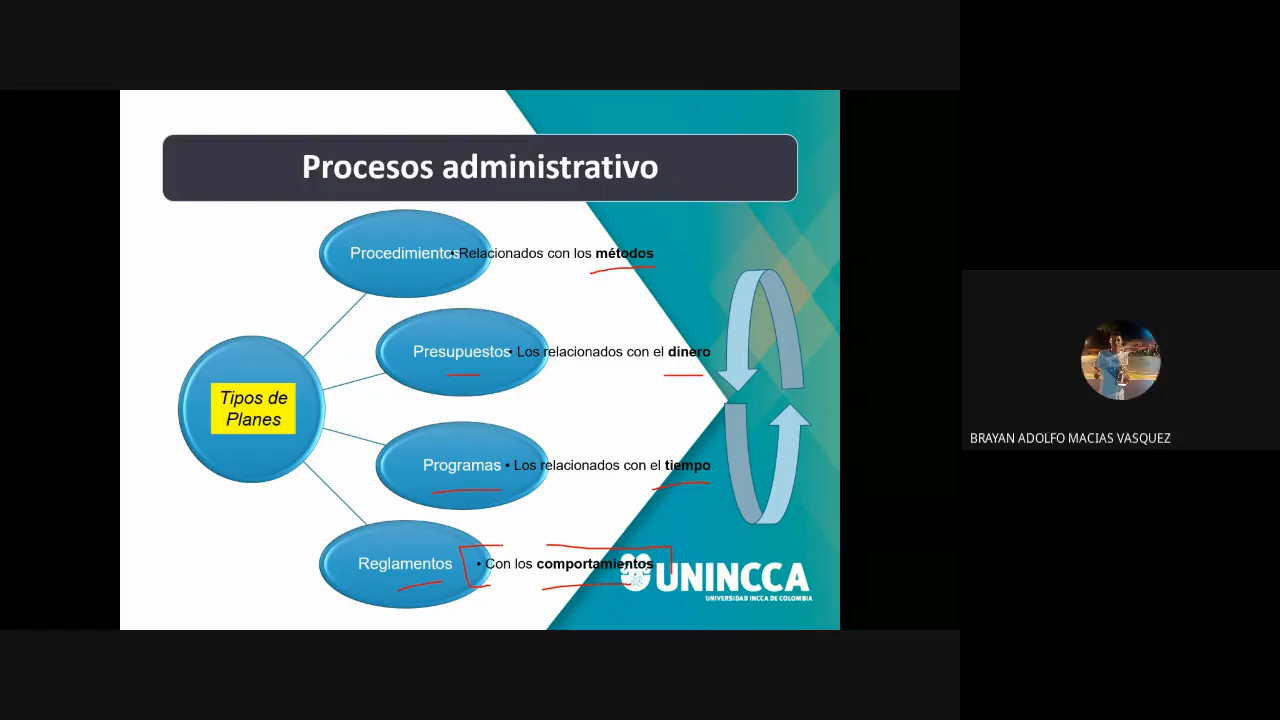 Procesos administrativo
Procedimientos
• Relacionados con los métodos
Presupuestos
• Los relacionados con el dinero
Tipos de
Planes
Programas
• Los relacionados con el tiempo
Reglamentos
• Con los comportamientos
UNINCCA
UNIVERSIDAD INCCA DE COLOMBIA
BRAYAN ADOLFO MACIAS VASQUEZ